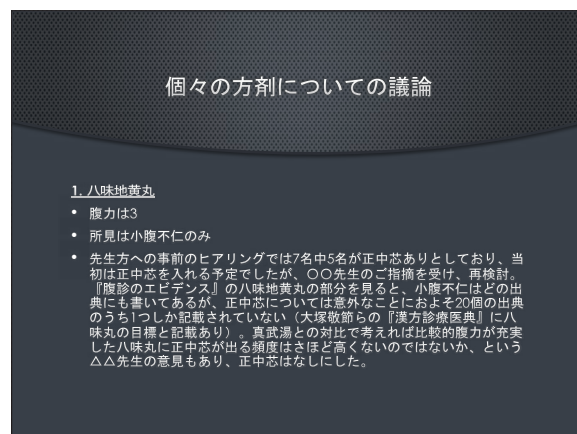 個々の方剤についての議論
1. 八味地黄丸
• 腹力は3
• 所見は小腹不仁のみ
• 先生方への事前のヒアリングでは7名中5名が正中芯ありとしており、当
初は正中芯を入れる予定でしたが、〇〇先生のご指摘を受け、再検討。
『腹診のエビデンス』の八味地黄丸の部分を見ると、小腹不仁はどの出
典にも書いてあるが、正中芯については意外なことにおよそ20個の出典
のうち1つしか記載されていない（大塚敬節らの『漢方診療医典』に八
味丸の目標と記載あり）。真武湯との対比で考えれば比較的腹力が充実
した八味丸に正中芯が出る頻度はさほど高くないのではないか、という
△△先生の意見もあり、正中芯はなしにした。